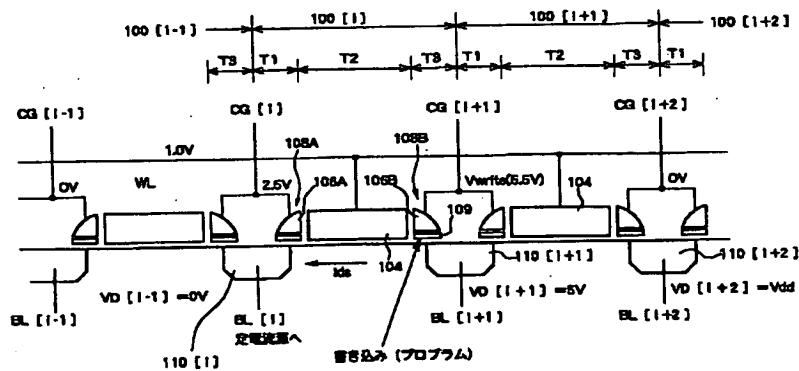 100 [i-1] 100 [i] 100 [i+1] 100 [i+2]
T3 T1 T2 T3 T1 T2 T3 T1
CG [i-1] CG [i] CG [i+1] CG [i+2]
108A 108B
1.0V
WL
0V 2.5V 106A 106B Vwrite(5.5V) 104 0V
109
104
Ids
110 [i+1] 110 [i+2]
VD [i-1] =0V VD [i+1] =5V VD [i+2] =Vdd
BL [i-1] BL [i] BL [i+1] BL [i+2]
定電流源へ
書き込み (プログラム)
110 [i]